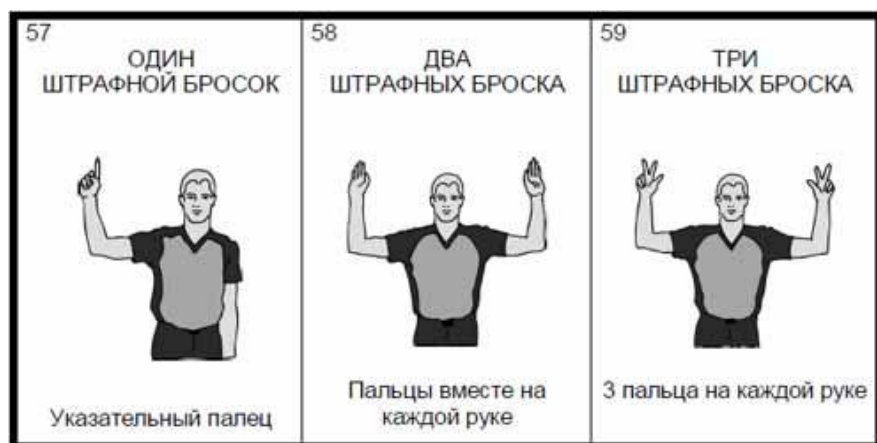 57
ОДИН
ШТРАФНОЙ БРОСОК
Указательный палец
58
ДВА
ШТРАФНЫХ БРОСКА
Пальцы вместе на
каждой руке
59
ТРИ
ШТРАФНЫХ БРОСКА
3 пальца на каждой руке